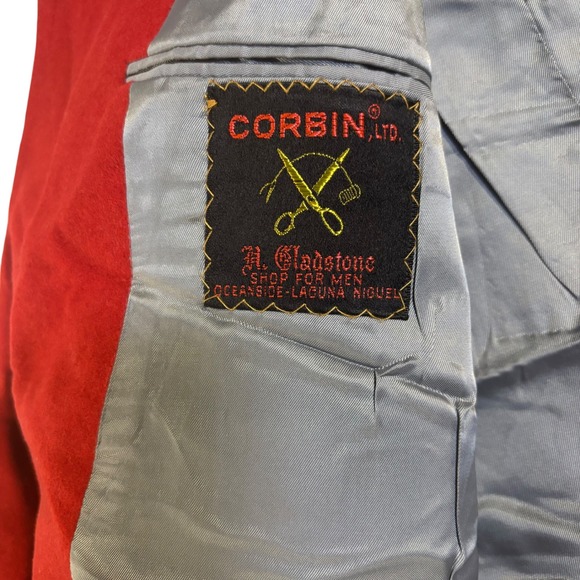 CORBIN®, LTD.
H. Gladstone
SHOP FOR MEN
OCEANSIDE-LAGUNA NIGUEL